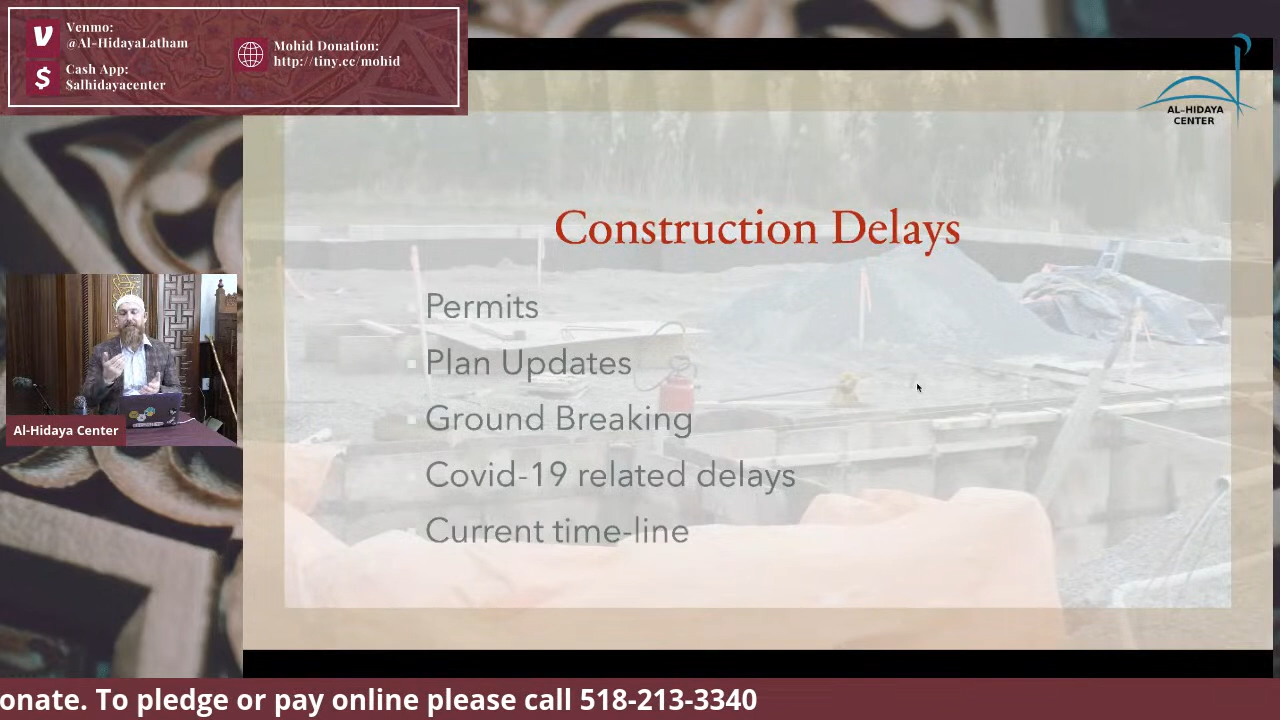 Venmo:
@Al-HidayaLatham
Cash App:
$alhidayacenter
Mohid Donation:
http://tiny.cc/mohid
AL-HIDAYA
CENTER
Construction Delays
Permits
Plan Updates
Ground Breaking
Covid-19 related delays
Current time-line
Al-Hidaya Center
onate. To pledge or pay online please call 518-213-3340